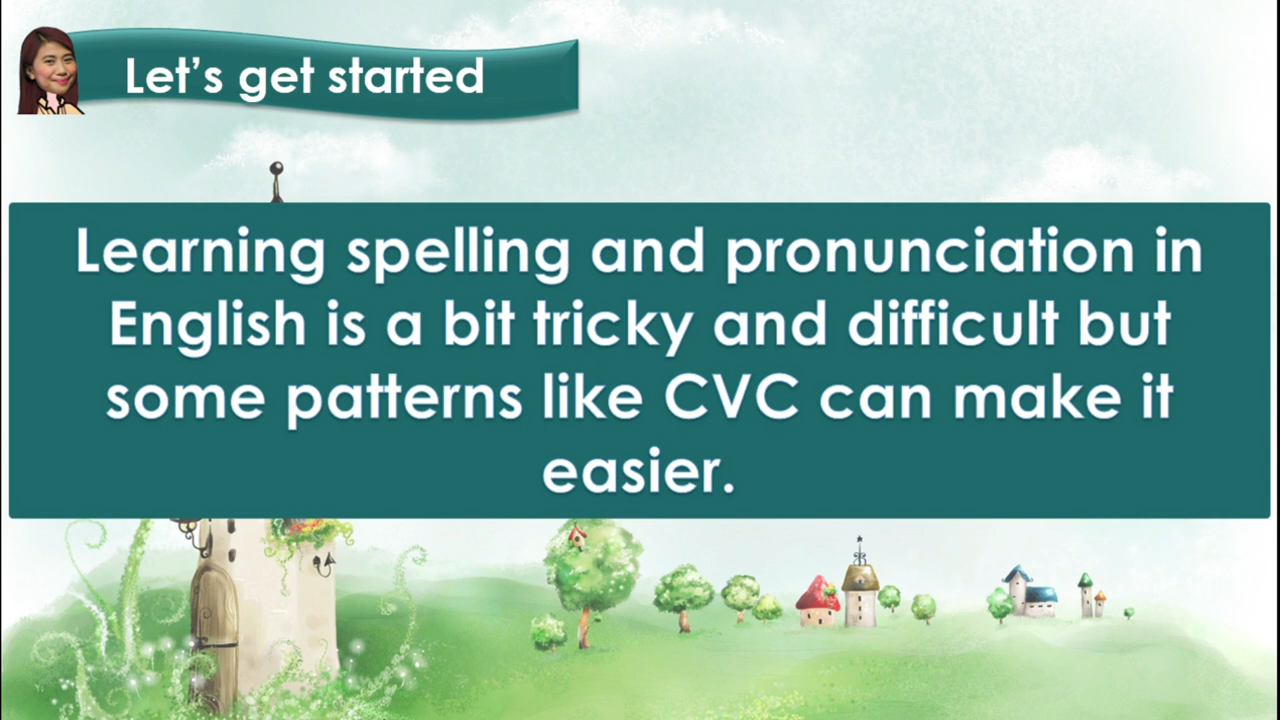 Let’s get started
Learning spelling and pronunciation in
English is a bit tricky and difficult but
some patterns like CVC can make it
easier.